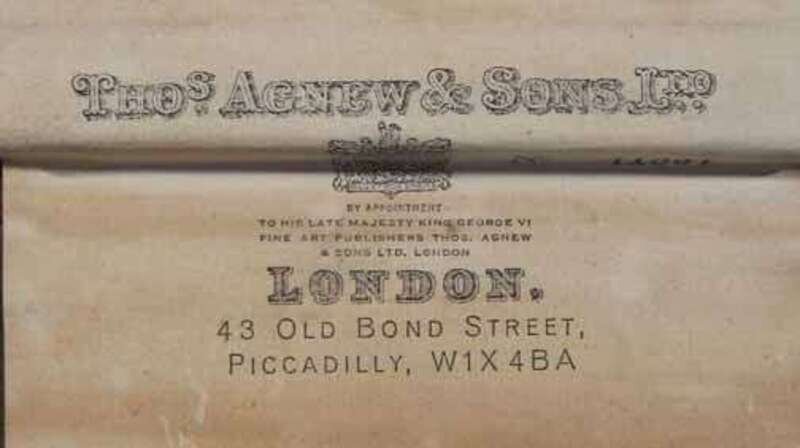 THOS AGNEW & SONS LTD
BY APPOINTMENT
TO HIS LATE MAJESTY KING GEORGE VI
FINE ART PUBLISHERS THOS. AGNEW
& SONS LTD. LONDON
LONDON.
43 OLD BOND STREET,
PICCADILLY, W1X 4BA